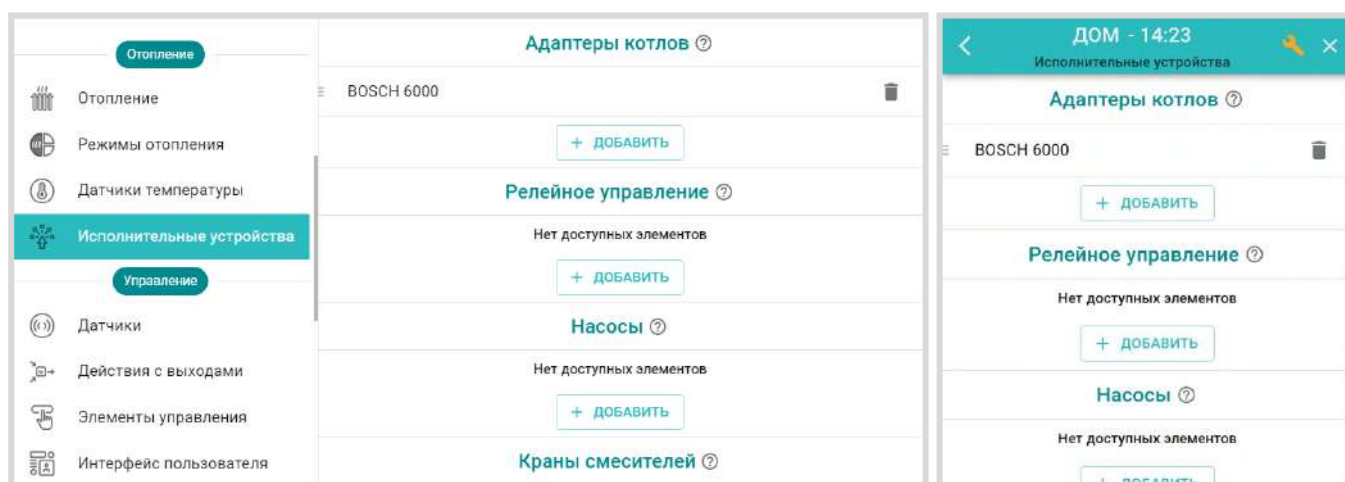 Отопление
Отопление
Режимы отопления
Датчики температуры
Исполнительные устройства
Управление
Датчики
Действия с выходами
Элементы управления
Интерфейс пользователя
Адаптеры котлов ?
BOSCH 6000
+ ДОБАВИТЬ
Релейное управление ?
Нет доступных элементов
+ ДОБАВИТЬ
Насосы ?
Нет доступных элементов
+ ДОБАВИТЬ
Краны смесителей ?
ДОМ - 14:23
Исполнительные устройства
Адаптеры котлов ?
BOSCH 6000
+ ДОБАВИТЬ
Релейное управление ?
Нет доступных элементов
+ ДОБАВИТЬ
Насосы ?
Нет доступных элементов
+ ДОБАВИТЬ